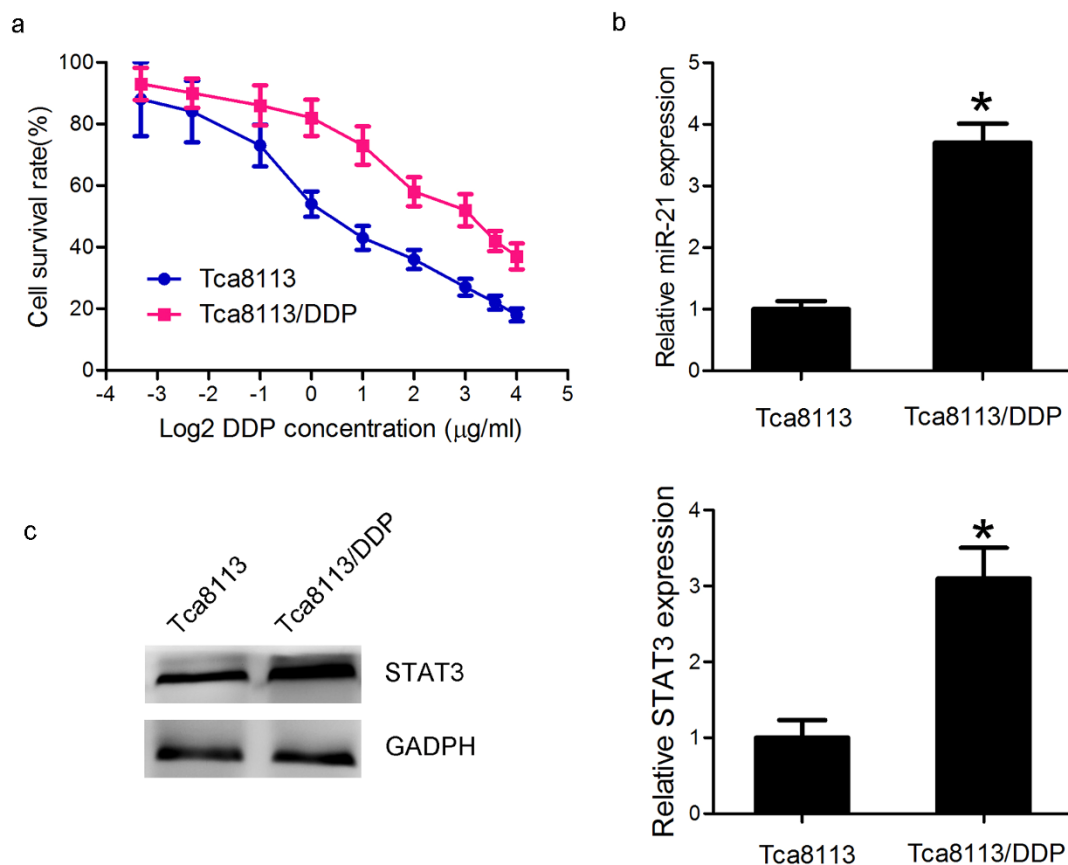 a
100
80
60
40
20
0
Cell survival rate(%)
Tca8113
Tca8113/DDP
-4 -3 -2 -1 0 1 2 3 4 5
Log2 DDP concentration (μg/ml)
b
5
4
3
2
1
0
Relative miR-21 expression
*
Tca8113 Tca8113/DDP
c
Tca8113 Tca8113/DDP
STAT3
GADPH
4
3
2
1
0
Relative STAT3 expression
*
Tca8113 Tca8113/DDP